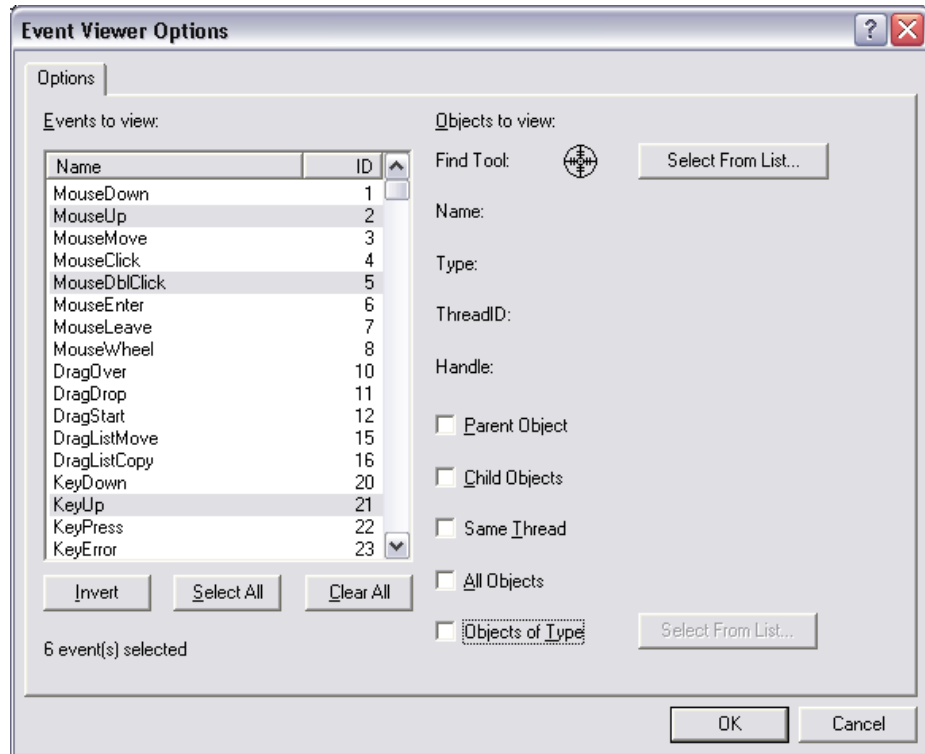 Event Viewer Options
Options
Events to view:
Name ID
MouseDown 1
MouseUp 2
MouseMove 3
MouseClick 4
MouseDblClick 5
MouseEnter 6
MouseLeave 7
MouseWheel 8
DragOver 10
DragDrop 11
DragStart 12
DragListMove 15
DragListCopy 16
KeyDown 20
KeyUp 21
KeyPress 22
KeyError 23
Invert Select All Clear All
6 event(s) selected
Objects to view:
Find Tool: Select From List...
Name:
Type:
ThreadID:
Handle:
Parent Object
Child Objects
Same Thread
All Objects
Objects of Type Select From List...
OK Cancel